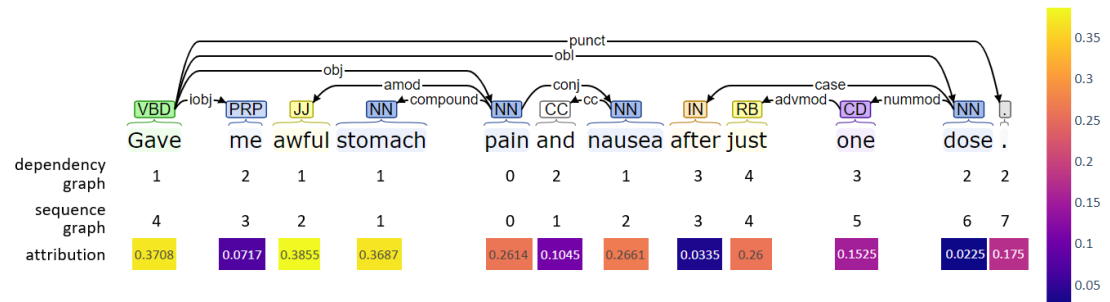 punct
obl
obj
amod conj case
VBD iobj PRP JJ NN compound NN CC cc NN IN RB advmod CD nummod NN .
Gave me awful stomach pain and nausea after just one dose .
dependency graph 1 2 1 1 0 2 1 3 4 3 2 2
sequence graph 4 3 2 1 0 1 2 3 4 5 6 7
attribution 0.3708 0.0717 0.3855 0.3687 0.2614 0.1045 0.2661 0.0335 0.26 0.1525 0.0225 0.175
0.35
0.3
0.25
0.2
0.15
0.1
0.05